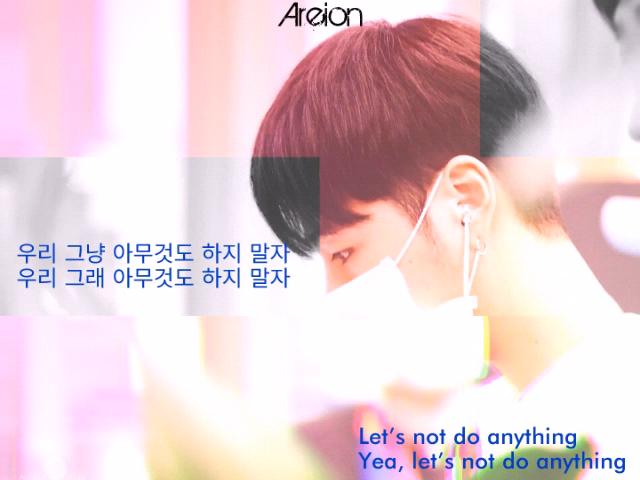 Areion
우리 그냥 아무것도 하지 말자
우리 그래 아무것도 하지 말자
Let's not do anything
Yea, let's not do anything